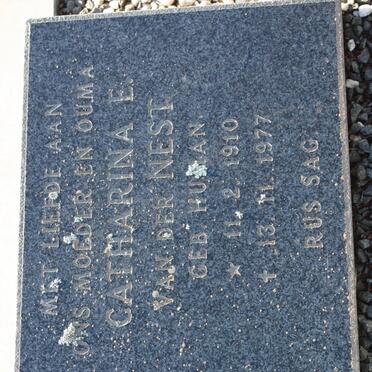 MET LIEFDE AAN
ONS MOEDER EN OUMA
CATHARINA E.
VAN DER NEST
GEB. HUMAN
★ 11. 2. 1910
✝ 13. 11. 1977
RUS SAG